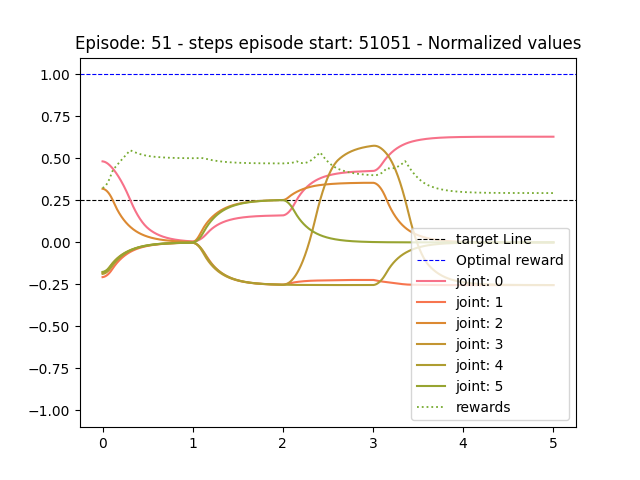 Episode: 51 - steps episode start: 51051 - Normalized values
1.00
0.75
0.50
0.25
0.00
−0.25
−0.50
−0.75
−1.00
target Line
Optimal reward
joint: 0
joint: 1
joint: 2
joint: 3
joint: 4
joint: 5
rewards
0 1 2 3 4 5